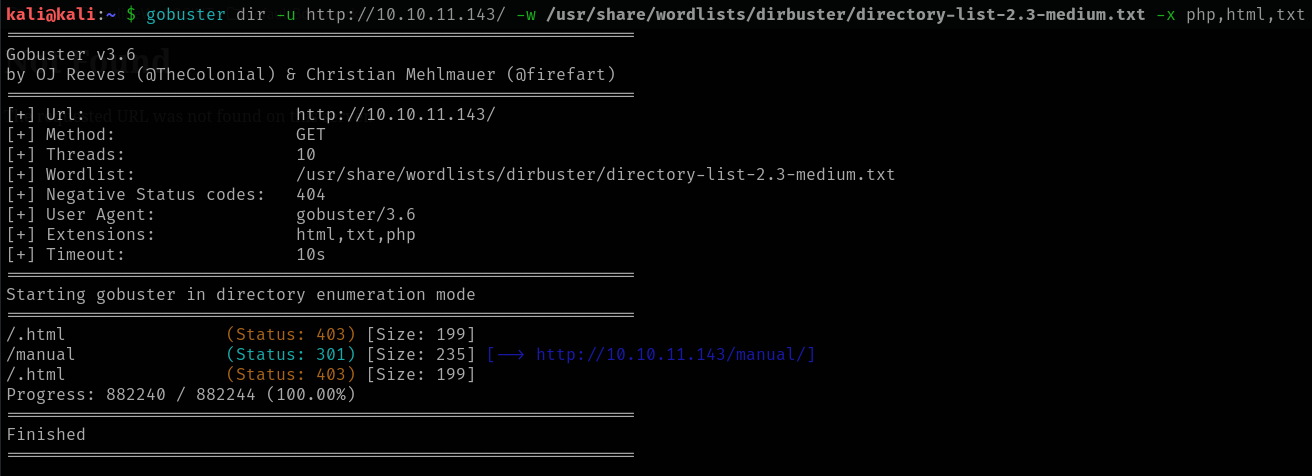 kali@kali:~ $ gobuster dir -u http://10.10.11.143/ -w /usr/share/wordlists/dirbuster/directory-list-2.3-medium.txt -x php,html,txt
===============================================================
Gobuster v3.6
by OJ Reeves (@TheColonial) & Christian Mehlmauer (@firefart)
===============================================================
[+] Url:                     http://10.10.11.143/
[+] Method:                  GET
[+] Threads:                 10
[+] Wordlist:                /usr/share/wordlists/dirbuster/directory-list-2.3-medium.txt
[+] Negative Status codes:   404
[+] User Agent:              gobuster/3.6
[+] Extensions:              html,txt,php
[+] Timeout:                 10s
===============================================================
Starting gobuster in directory enumeration mode
===============================================================
/.html                (Status: 403) [Size: 199]
/manual               (Status: 301) [Size: 235] [--> http://10.10.11.143/manual/]
/.html                (Status: 403) [Size: 199]
Progress: 882240 / 882244 (100.00%)
===============================================================
Finished
===============================================================